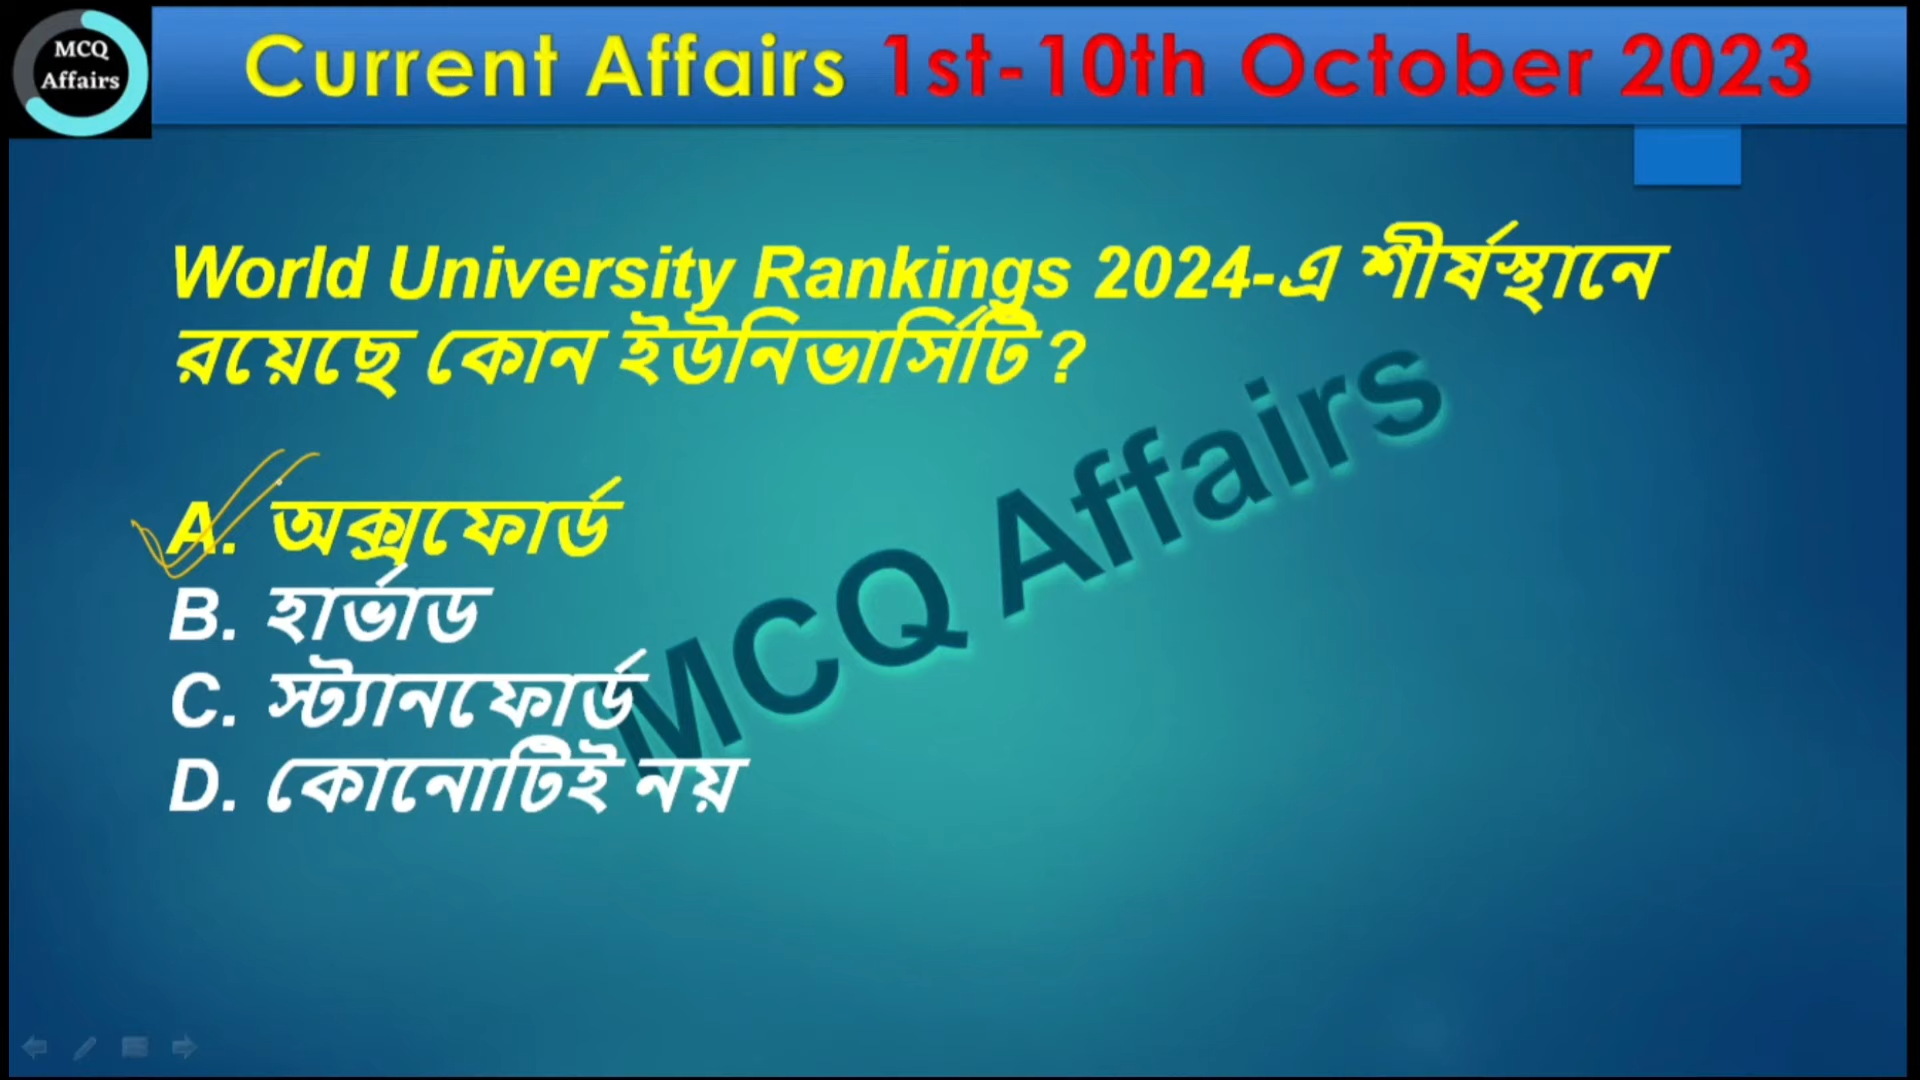 MCQ
Affairs
Current Affairs 1st-10th October 2023
World University Rankings 2024-এ শীর্ষস্থানে
রয়েছে কোন ইউনিভার্সিটি ?
A. অক্সফোর্ড
B. হার্ভাড
C. স্ট্যানফোর্ড
D. কোনোটিই নয়
MCQ Affairs